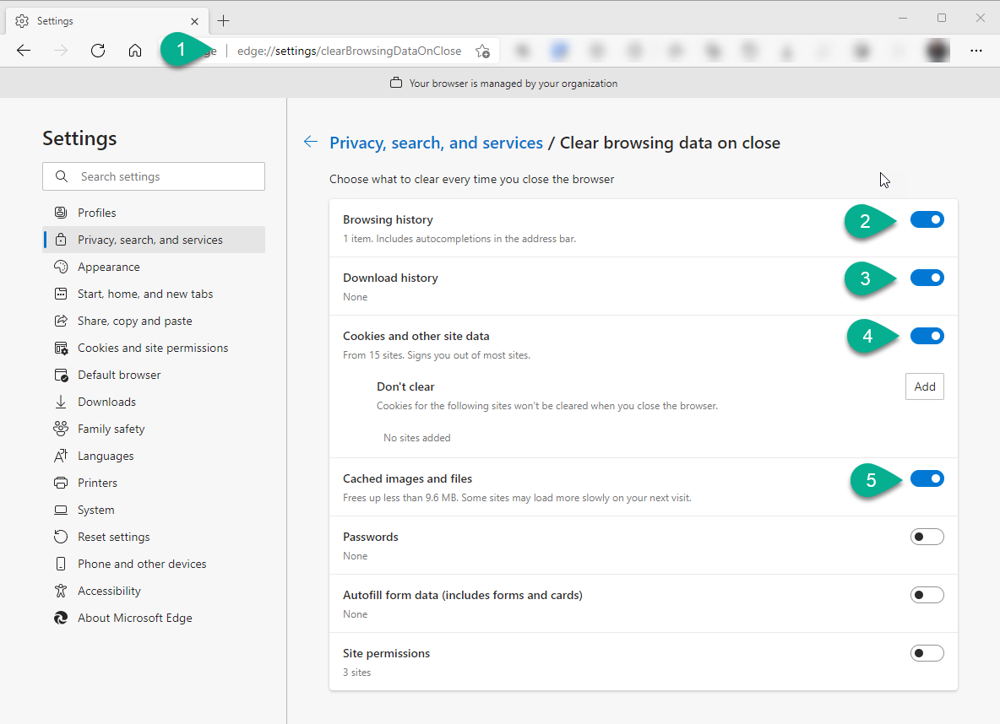 Settings
1
edge://settings/clearBrowsingDataOnClose
Your browser is managed by your organization
Settings
Search settings
Profiles
Privacy, search, and services
Appearance
Start, home, and new tabs
Share, copy and paste
Cookies and site permissions
Default browser
Downloads
Family safety
Languages
Printers
System
Reset settings
Phone and other devices
Accessibility
About Microsoft Edge
Privacy, search, and services / Clear browsing data on close
Choose what to clear every time you close the browser
Browsing history
1 item. Includes autocompletions in the address bar.
2
Download history
None
3
Cookies and other site data
From 15 sites. Signs you out of most sites.
4
Don't clear
Cookies for the following sites won't be cleared when you close the browser.
Add
No sites added
Cached images and files
Frees up less than 9.6 MB. Some sites may load more slowly on your next visit.
5
Passwords
None
Autofill form data (includes forms and cards)
None
Site permissions
3 sites